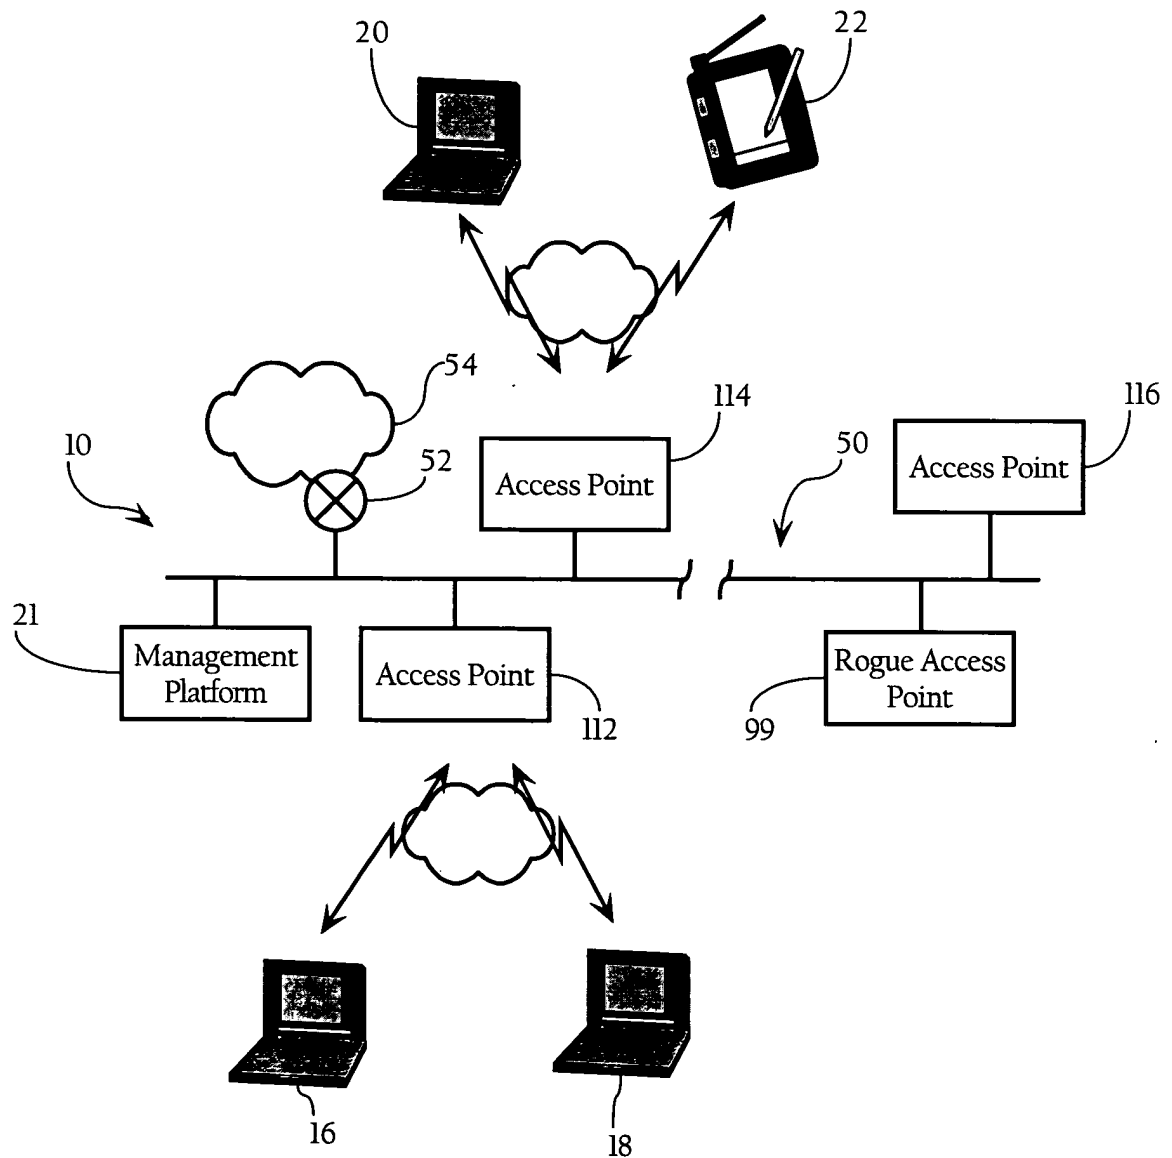 20
22
54
114
116
10
52
50
Access Point
Access Point
21
Management
Platform
Access Point
Rogue Access
Point
112
99
16
18